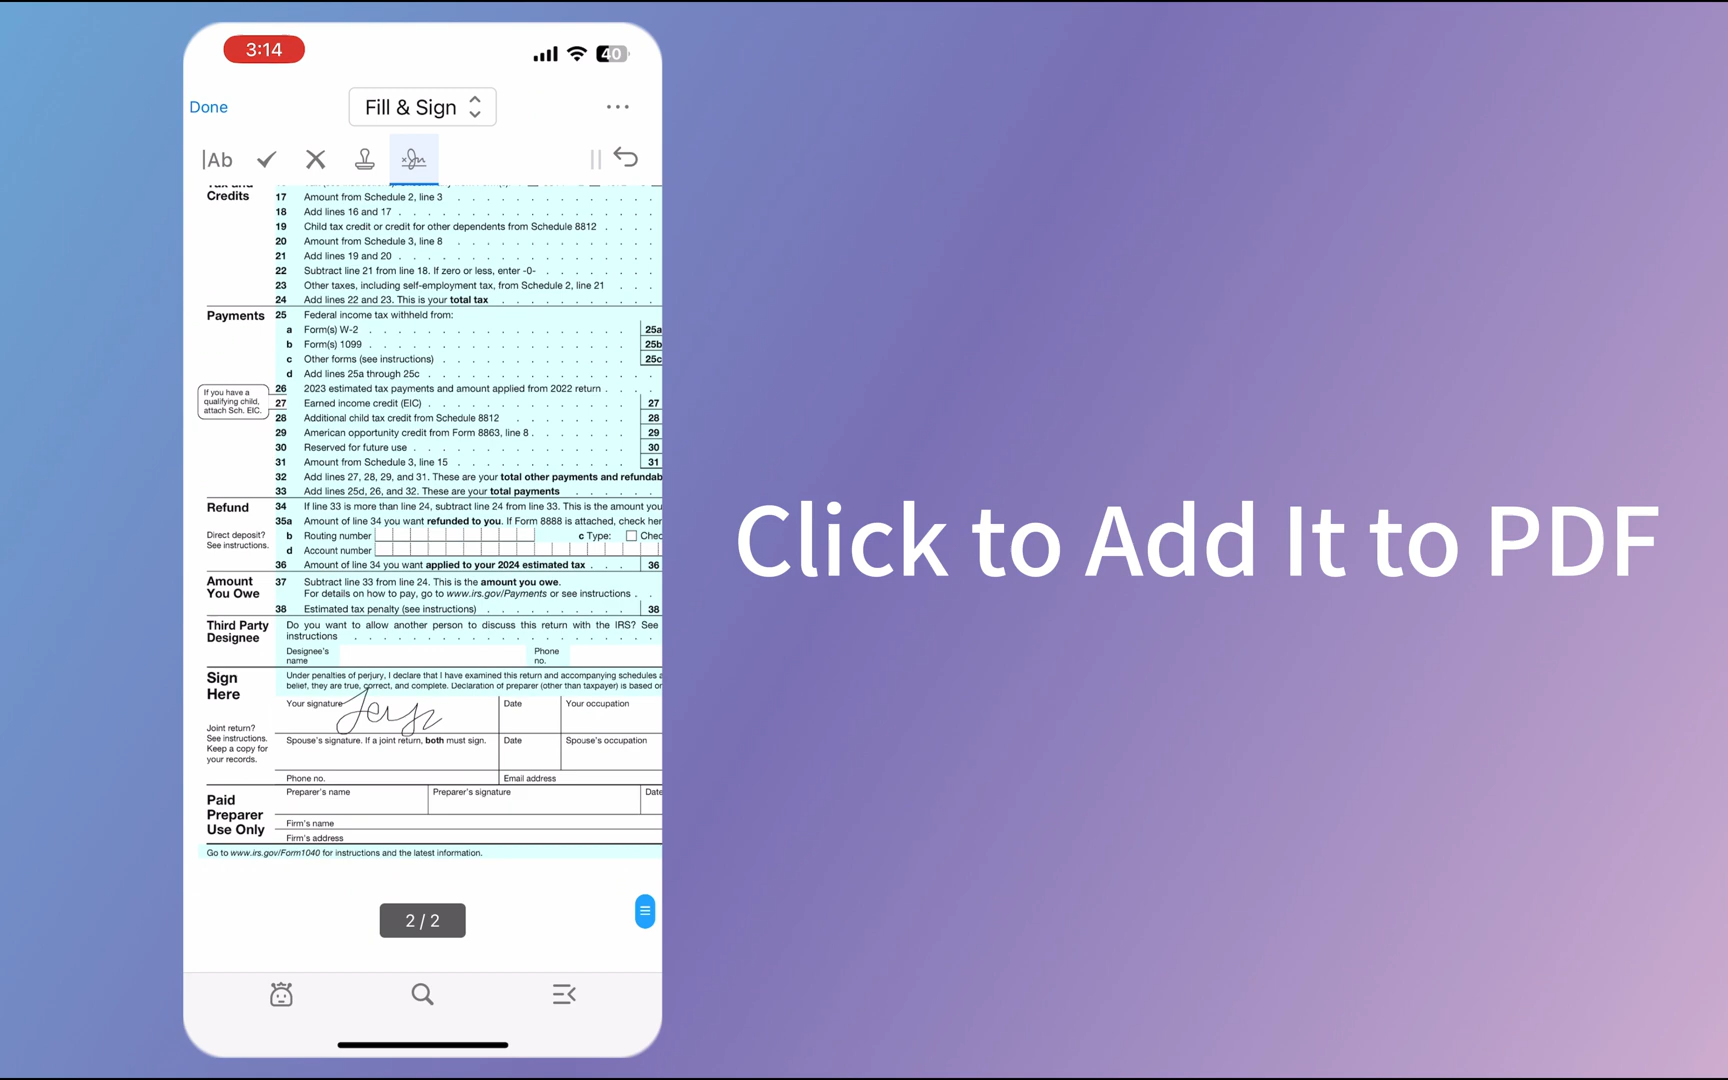 3:14
40
Done
Fill & Sign
|Ab
Credits
17 Amount from Schedule 2, line 3
18 Add lines 16 and 17
19 Child tax credit or credit for other dependents from Schedule 8812
20 Amount from Schedule 3, line 8
21 Add lines 19 and 20
22 Subtract line 21 from line 18. If zero or less, enter -0-
23 Other taxes, including self-employment tax, from Schedule 2, line 21
24 Add lines 22 and 23. This is your total tax
Payments 25 Federal income tax withheld from:
a Form(s) W-2 25a
b Form(s) 1099 25b
c Other forms (see instructions) 25c
d Add lines 25a through 25c
If you have a
qualifying child,
attach Sch. EIC.
26 2023 estimated tax payments and amount applied from 2022 return
27 Earned income credit (EIC) 27
28 Additional child tax credit from Schedule 8812 28
29 American opportunity credit from Form 8863, line 8 29
30 Reserved for future use 30
31 Amount from Schedule 3, line 15 31
32 Add lines 27, 28, 29, and 31. These are your total other payments and refundab
33 Add lines 25d, 26, and 32. These are your total payments
Refund 34 If line 33 is more than line 24, subtract line 24 from line 33. This is the amount you
35a Amount of line 34 you want refunded to you. If Form 8888 is attached, check her
Direct deposit?
See instructions.
b Routing number c Type: Chec
d Account number
36 Amount of line 34 you want applied to your 2024 estimated tax 36
Amount
You Owe
37 Subtract line 33 from line 24. This is the amount you owe.
For details on how to pay, go to www.irs.gov/Payments or see instructions
38 Estimated tax penalty (see instructions) 38
Third Party
Designee
Do you want to allow another person to discuss this return with the IRS? See
instructions
Designee's
name
Phone
no.
Sign
Here
Under penalties of perjury, I declare that I have examined this return and accompanying schedules a
belief, they are true, correct, and complete. Declaration of preparer (other than taxpayer) is based or
Joint return?
See instructions.
Keep a copy for
your records.
Your signature Date Your occupation
Spouse's signature. If a joint return, both must sign. Date Spouse's occupation
Phone no. Email address
Paid
Preparer
Use Only
Preparer's name Preparer's signature Date
Firm's name
Firm's address
Go to www.irs.gov/Form1040 for instructions and the latest information.
2 / 2
Click to Add It to PDF